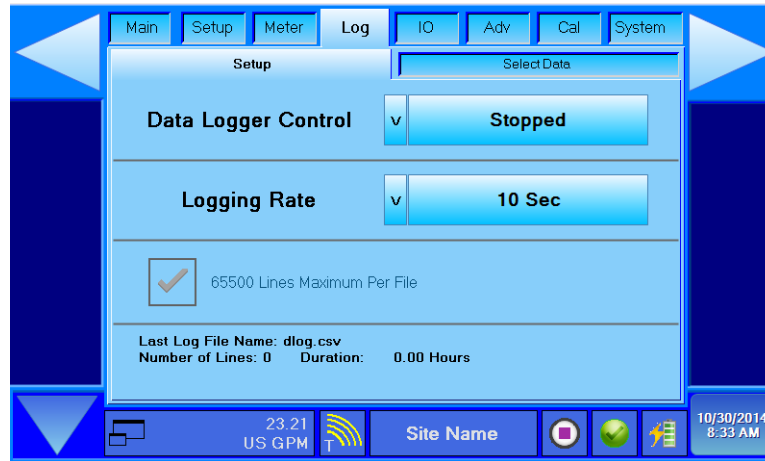 Main Setup Meter Log IO Adv Cal System
Setup Select Data
Data Logger Control v Stopped
Logging Rate v 10 Sec
65500 Lines Maximum Per File
Last Log File Name: dlog.csv
Number of Lines: 0 Duration: 0.00 Hours
23.21
US GPM
T
Site Name
10/30/2014
8:33 AM